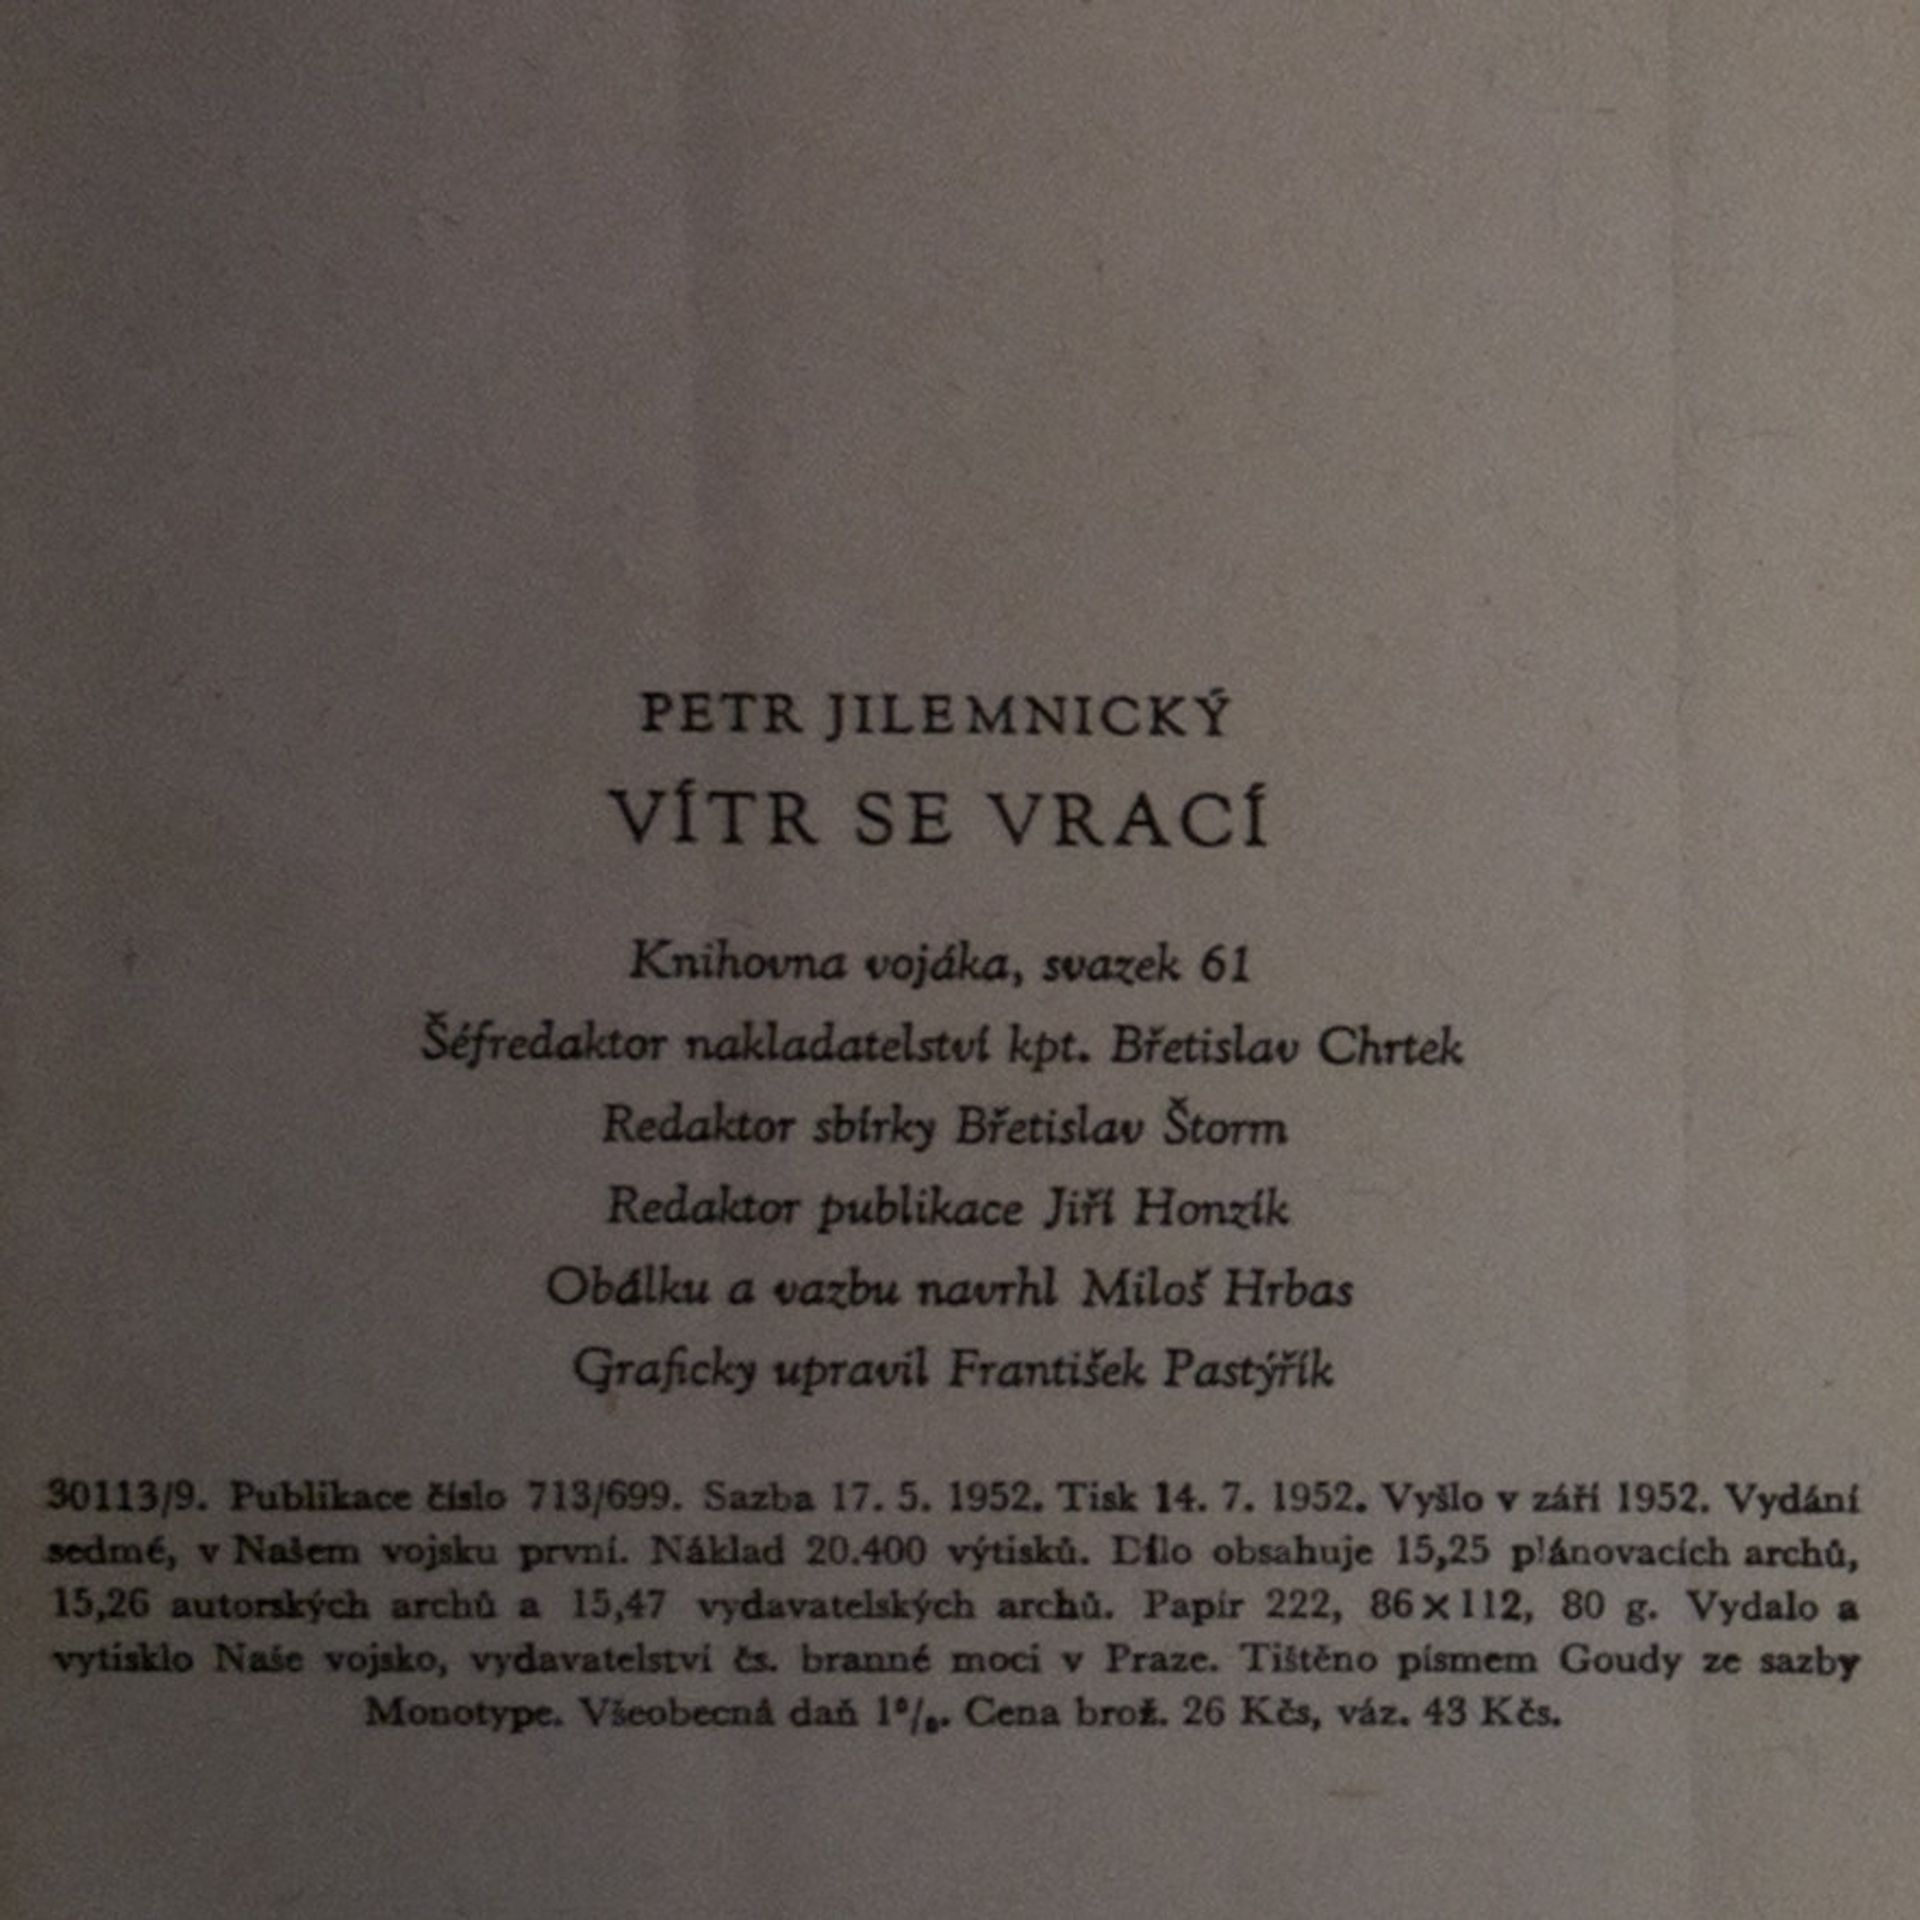 PETR JILEMNICKÝ
VÍTR SE VRACÍ
Knihovna vojáka, svazek 61
Šéfredaktor nakladatelství kpt. Břetislav Chrtek
Redaktor sbírky Břetislav Štorm
Redaktor publikace Jiří Honzík
Obálku a vazbu navrhl Miloš Hrbas
Graficky upravil František Pastýřík
30113/9. Publikace číslo 713/699. Sazba 17. 5. 1952. Tisk 14. 7. 1952. Vyšlo v září 1952. Vydání
sedmé, v Našem vojsku první. Náklad 20.400 výtisků. Dílo obsahuje 15,25 plánovacích archů,
15,26 autorských archů a 15,47 vydavatelských archů. Papír 222, 86×112, 80 g. Vydalo a
vytisklo Naše vojsko, vydavatelství čs. branné moci v Praze. Tištěno písmem Goudy ze sazby
Monotype. Všeobecná daň 1⁰/₀. Cena brož. 26 Kčs, váz. 43 Kčs.